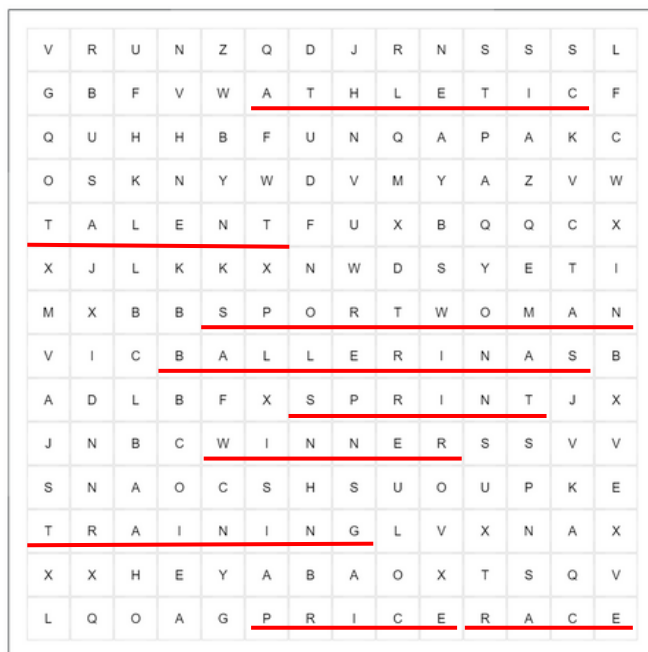 V R U N Z Q D J R N S S S L
G B F V W A T H L E T I C F
Q U H H B F U N Q A P A K C
O S K N Y W D V M Y A Z V W
T A L E N T F U X B Q Q C X
X J L K K X N W D S Y E T I
M X B B S P O R T W O M A N
V I C B A L L E R I N A S B
A D L B F X S P R I N T J X
J N B C W I N N E R S S V V
S N A O C S H S U O U P K E
T R A I N I N G L V X N A X
X X H E Y A B A O X T S Q V
L Q O A G P R I C E R A C E